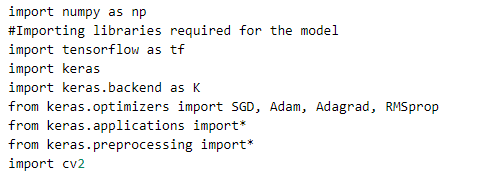 import numpy as np
#Importing libraries required for the model
import tensorflow as tf
import keras
import keras.backend as K
from keras.optimizers import SGD, Adam, Adagrad, RMSprop
from keras.applications import*
from keras.preprocessing import*
import cv2